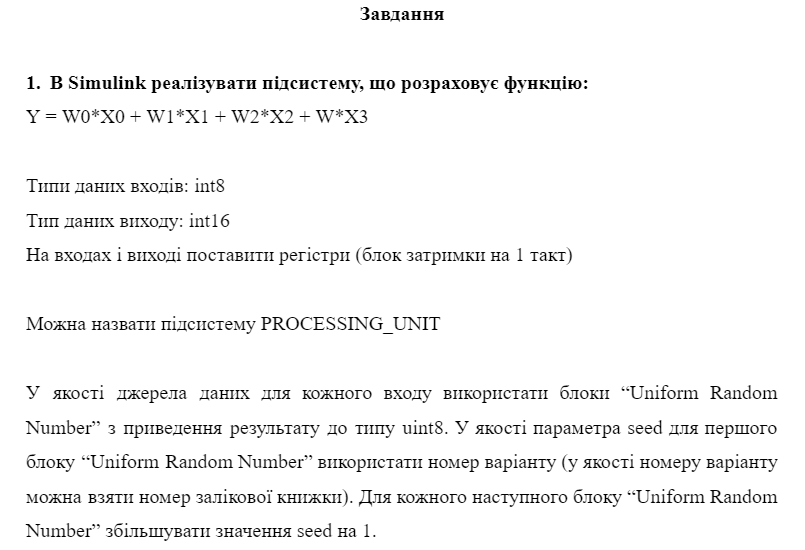 Завдання
1. В Simulink реалізувати підсистему, що розраховує функцію:
Y = W0*X0 + W1*X1 + W2*X2 + W*X3
Типи даних входів: int8
Тип даних виходу: int16
На входах і виході поставити регістри (блок затримки на 1 такт)
Можна назвати підсистему PROCESSING_UNIT
У якості джерела даних для кожного входу використати блоки “Uniform Random
Number” з приведення результату до типу uint8. У якості параметра seed для першого
блоку “Uniform Random Number” використати номер варіанту (у якості номеру варіанту
можна взяти номер залікової книжки). Для кожного наступного блоку “Uniform Random
Number” збільшувати значення seed на 1.